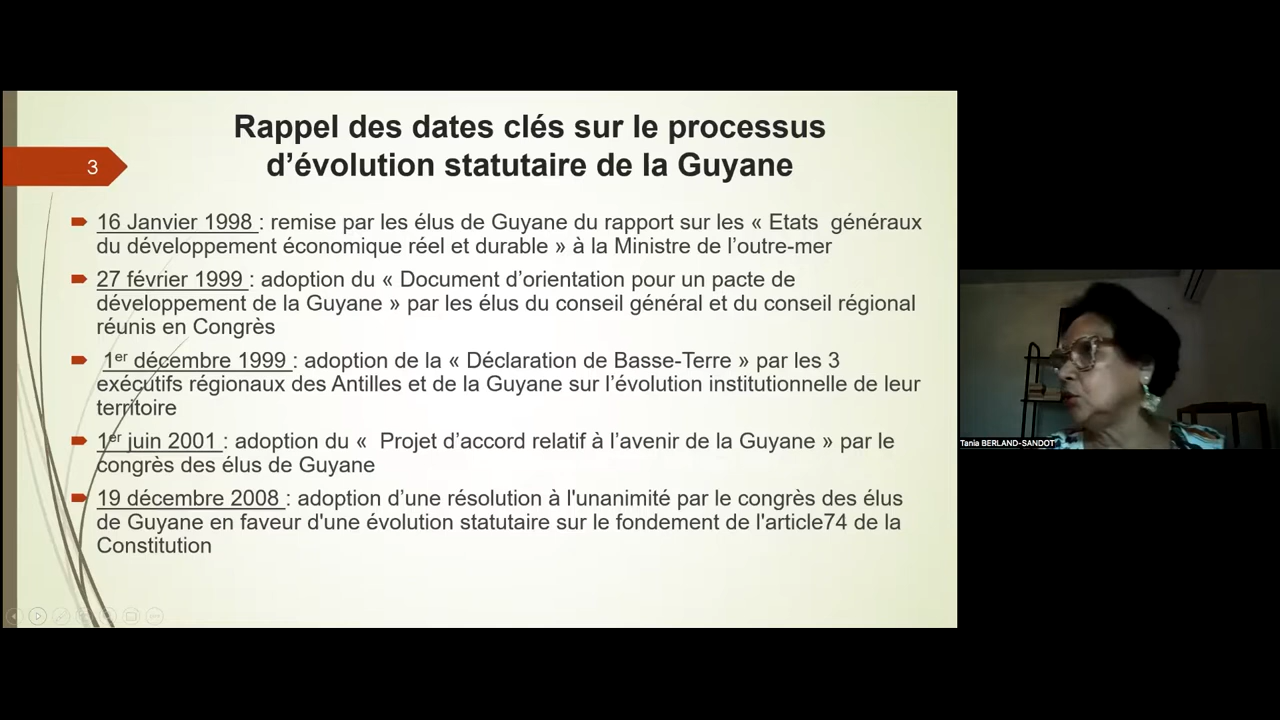 Rappel des dates clés sur le processus
d’évolution statutaire de la Guyane
3
16 Janvier 1998 : remise par les élus de Guyane du rapport sur les « Etats  généraux
du développement économique réel et durable » à la Ministre de l’outre-mer
27 février 1999 : adoption du « Document d’orientation pour un pacte de
développement de la Guyane » par les élus du conseil général et du conseil régional
réunis en Congrès
1er décembre 1999 : adoption de la « Déclaration de Basse-Terre » par les 3
exécutifs régionaux des Antilles et de la Guyane sur l’évolution institutionnelle de leur
territoire
1er juin 2001 : adoption du «  Projet d’accord relatif à l’avenir de la Guyane » par le
congrès des élus de Guyane
19 décembre 2008 : adoption d’une résolution à l'unanimité par le congrès des élus
de Guyane en faveur d'une évolution statutaire sur le fondement de l'article74 de la
Constitution
Tania BERLAND-SANDOT